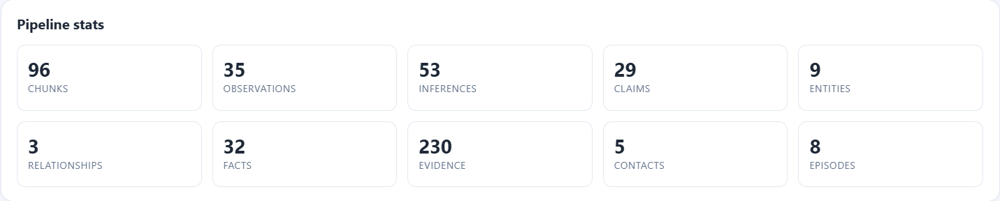 Pipeline stats
96
CHUNKS
35
OBSERVATIONS
53
INFERENCES
29
CLAIMS
9
ENTITIES
3
RELATIONSHIPS
32
FACTS
230
EVIDENCE
5
CONTACTS
8
EPISODES